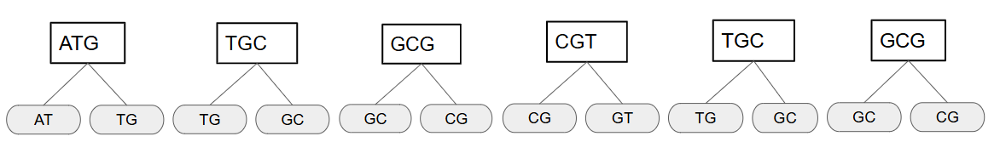 ATG TGC GCG CGT TGC GCG
AT TG TG GC GC CG CG GT TG GC GC CG